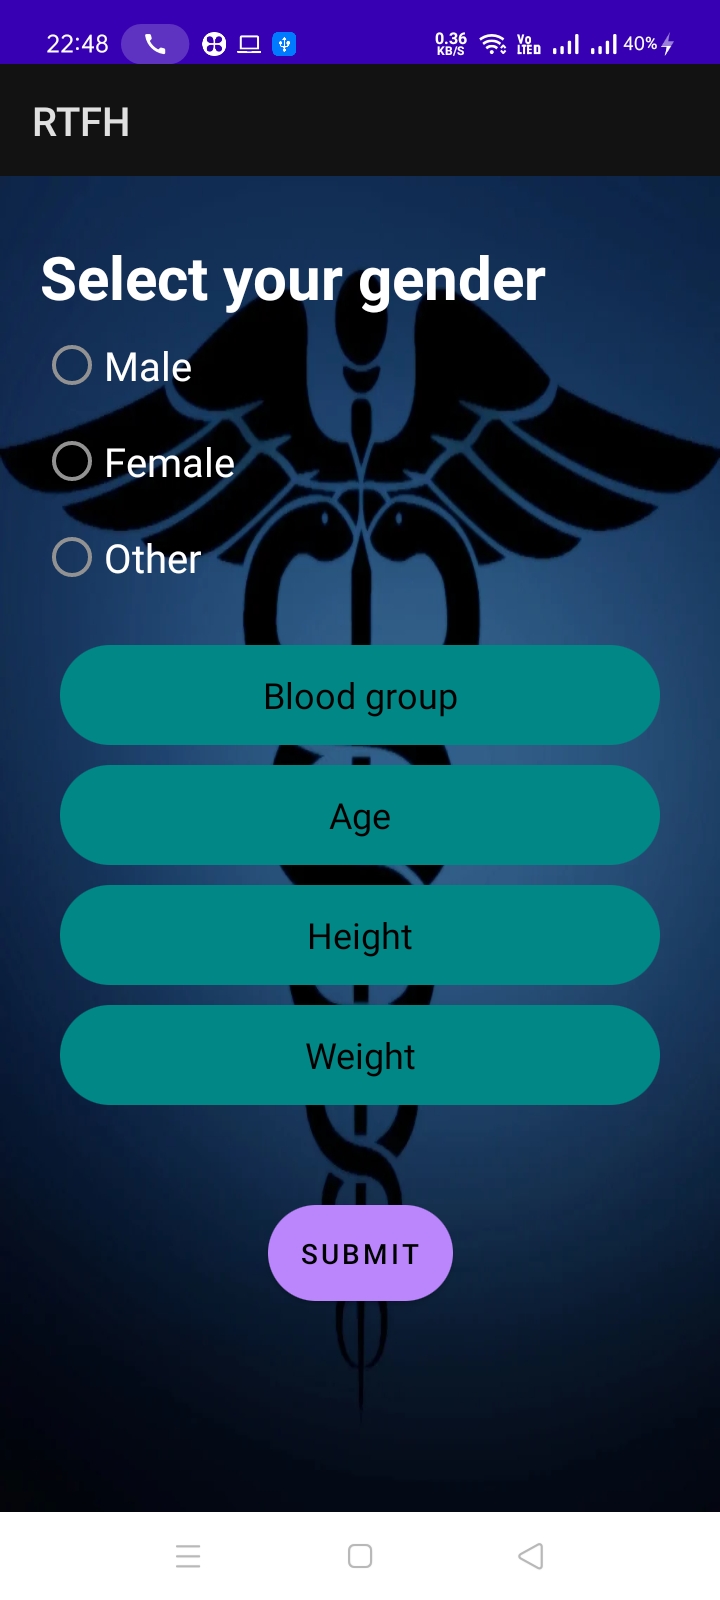 22:48 0.36 KB/S Vo LTE 40%
RTFH
Select your gender
Male
Female
Other
Blood group
Age
Height
Weight
SUBMIT